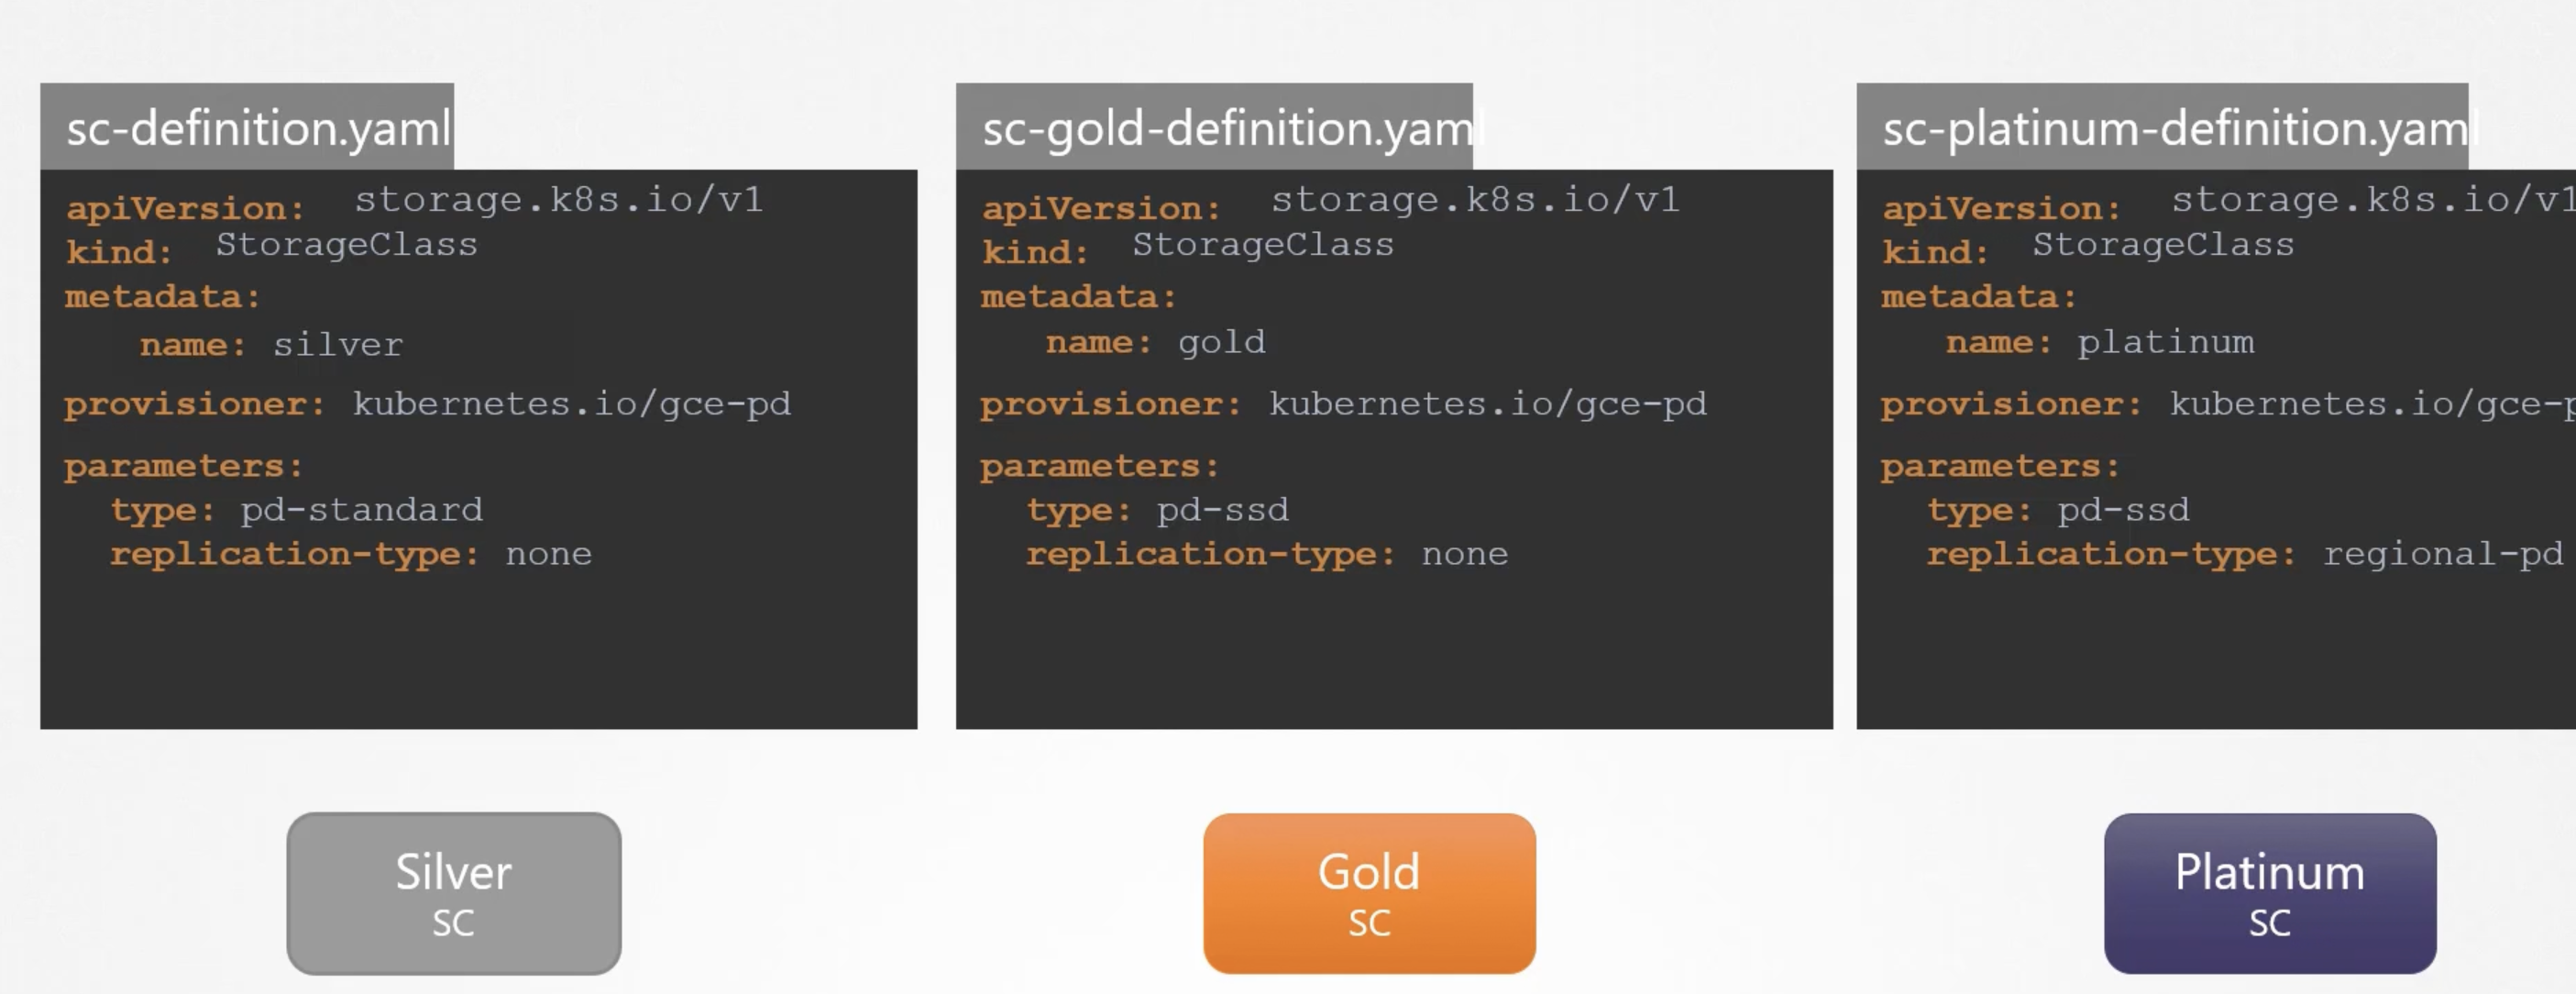 sc-definition.yaml
apiVersion: storage.k8s.io/v1
kind: StorageClass
metadata:
name: silver
provisioner: kubernetes.io/gce-pd
parameters:
type: pd-standard
replication-type: none
Silver
SC
sc-gold-definition.yaml
apiVersion: storage.k8s.io/v1
kind: StorageClass
metadata:
name: gold
provisioner: kubernetes.io/gce-pd
parameters:
type: pd-ssd
replication-type: none
Gold
SC
sc-platinum-definition.yaml
apiVersion: storage.k8s.io/v1
kind: StorageClass
metadata:
name: platinum
provisioner: kubernetes.io/gce-p
parameters:
type: pd-ssd
replication-type: regional-pd
Platinum
SC